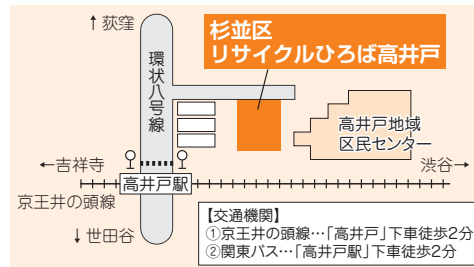 ↑荻窪
杉並区
リサイクルひろば高井戸
環状八号線
高井戸地域
区民センター
←吉祥寺
渋谷→
高井戸駅
京王井の頭線
↓世田谷
【交通機関】
①京王井の頭線…「高井戸」下車徒歩2分
②関東バス…「高井戸駅」下車徒歩2分